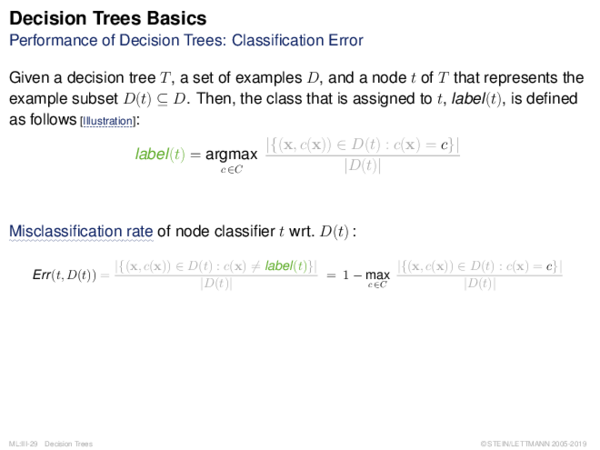 Decision Trees Basics
Performance of Decision Trees: Classification Error
Given a decision tree T, a set of examples D, and a node t of T that represents the
example subset D(t) ⊆ D. Then, the class that is assigned to t, label(t), is defined
as follows [Illustration]:
label(t) = argmax_{c∈C} |{(x, c(x)) ∈ D(t) : c(x) = c}| / |D(t)|
Misclassification rate of node classifier t wrt. D(t) :
Err(t, D(t)) = |{(x, c(x)) ∈ D(t) : c(x) ≠ label(t)}| / |D(t)| = 1 − max_{c∈C} |{(x, c(x)) ∈ D(t) : c(x) = c}| / |D(t)|
ML:III-29 Decision Trees © STEIN/LETTMANN 2005-2019